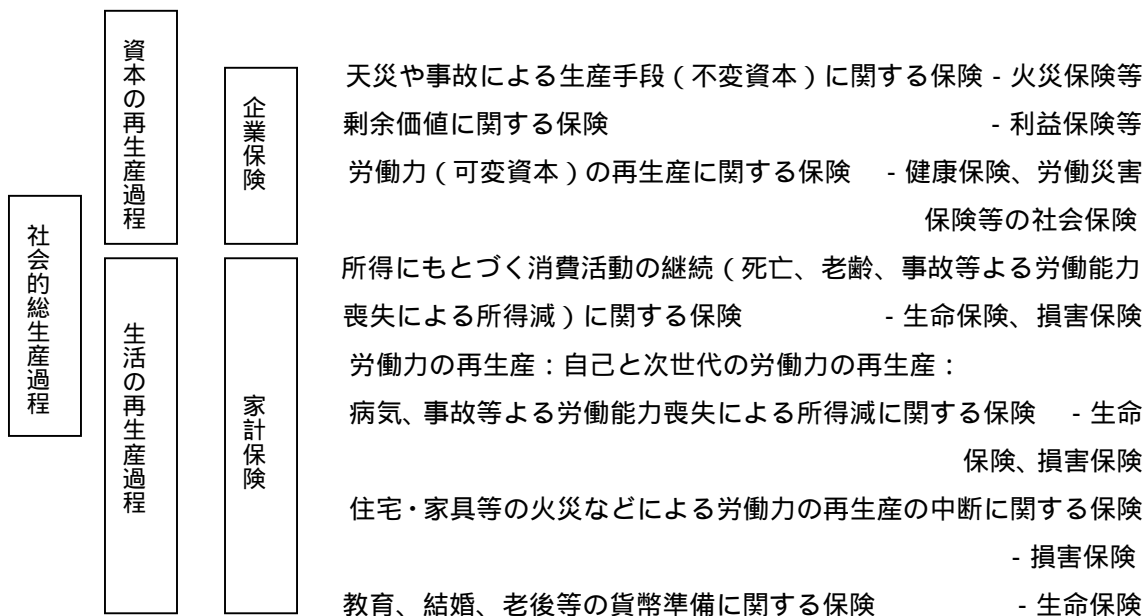 社会的総生産過程
資本の再生産過程
企業保険
天災や事故による生産手段（不変資本）に関する保険 - 火災保険等
剰余価値に関する保険 - 利益保険等
労働力（可変資本）の再生産に関する保険 - 健康保険、労働災害
保険等の社会保険
生活の再生産過程
家計保険
所得にもとづく消費活動の継続（死亡、老齢、事故等よる労働能力
喪失による所得減）に関する保険 - 生命保険、損害保険
労働力の再生産：自己と次世代の労働力の再生産：
病気、事故等よる労働能力喪失による所得減に関する保険 - 生命
保険、損害保険
住宅・家具等の火災などによる労働力の再生産の中断に関する保険
- 損害保険
教育、結婚、老後等の貨幣準備に関する保険 - 生命保険